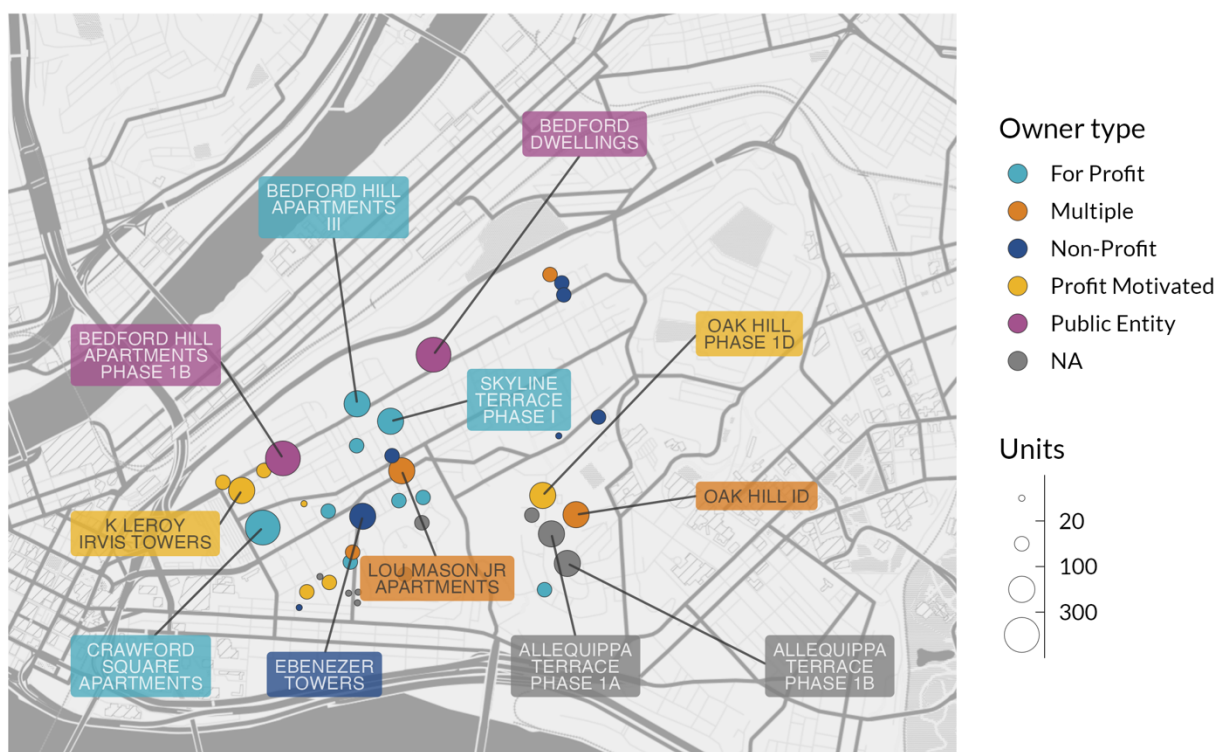 BEDFORD
DWELLINGS
BEDFORD HILL
APARTMENTS
III
OAK HILL
PHASE 1D
BEDFORD HILL
APARTMENTS
PHASE 1B
SKYLINE
TERRACE
PHASE I
OAK HILL ID
K LEROY
IRVIS TOWERS
LOU MASON JR
APARTMENTS
CRAWFORD
SQUARE
APARTMENTS
EBENEZER
TOWERS
ALLEQUIPPA
TERRACE
PHASE 1A
ALLEQUIPPA
TERRACE
PHASE 1B
Owner type
For Profit
Multiple
Non-Profit
Profit Motivated
Public Entity
NA
Units
20
100
300